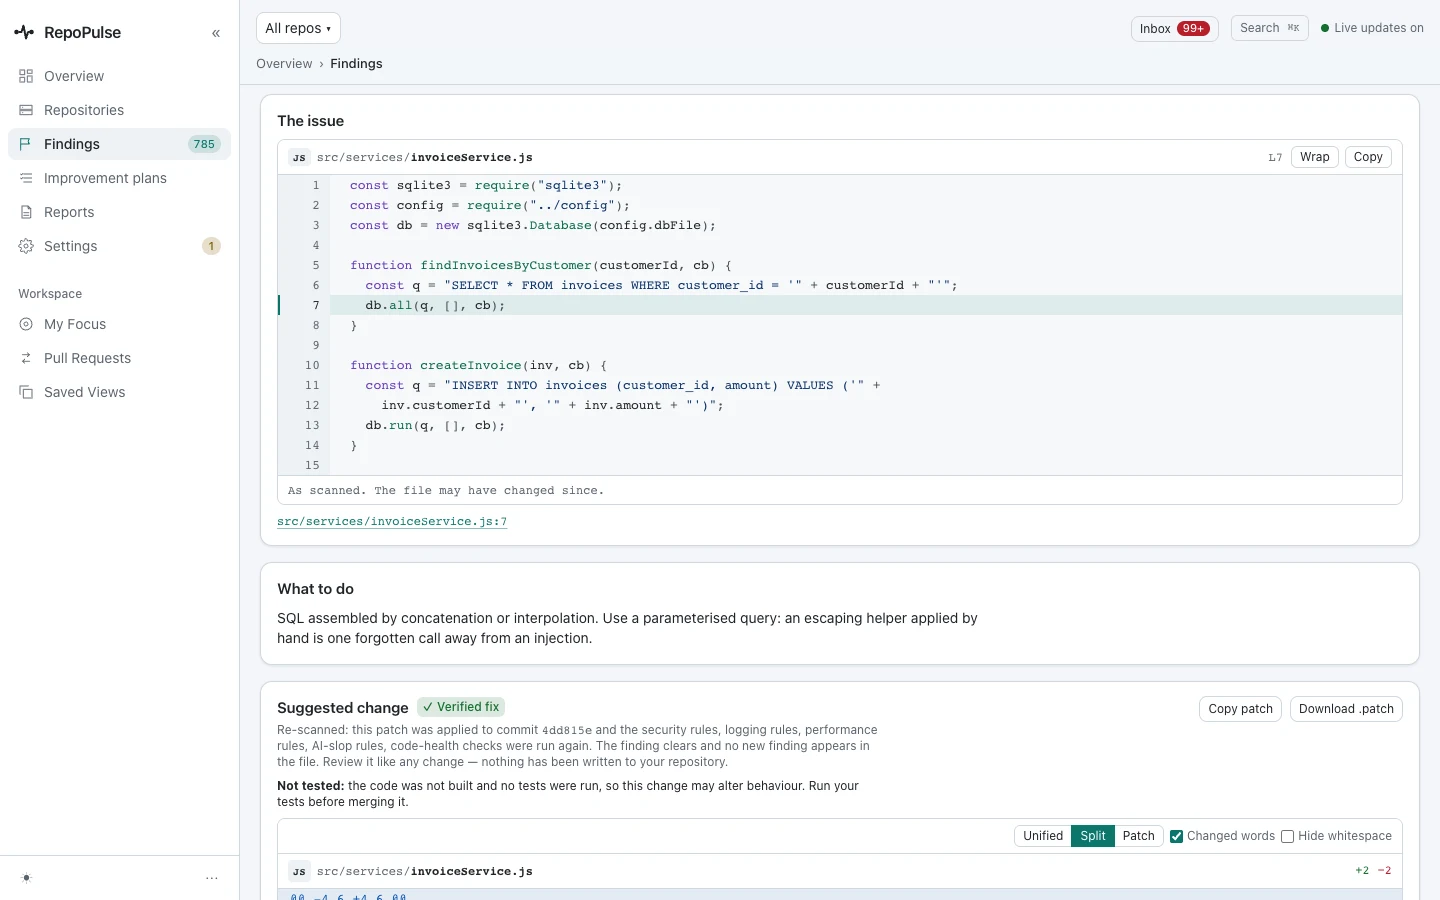 RepoPulse «
Overview
Repositories
Findings 785
Improvement plans
Reports
Settings 1
Workspace
My Focus
Pull Requests
Saved Views
...
All repos ▾
Inbox 99+
Search ⌘K
Live updates on
Overview › Findings
The issue
JS src/services/invoiceService.js L7 Wrap Copy
1 const sqlite3 = require("sqlite3");
2 const config = require("../config");
3 const db = new sqlite3.Database(config.dbFile);
4
5 function findInvoicesByCustomer(customerId, cb) {
6 const q = "SELECT * FROM invoices WHERE customer_id = '" + customerId + "'";
7 db.all(q, [], cb);
8 }
9
10 function createInvoice(inv, cb) {
11 const q = "INSERT INTO invoices (customer_id, amount) VALUES ('" +
12 inv.customerId + "', '" + inv.amount + "')";
13 db.run(q, [], cb);
14 }
15
As scanned. The file may have changed since.
src/services/invoiceService.js:7
What to do
SQL assembled by concatenation or interpolation. Use a parameterised query: an escaping helper applied by
hand is one forgotten call away from an injection.
Suggested change ✓ Verified fix Copy patch Download .patch
Re-scanned: this patch was applied to commit 4dd815e and the security rules, logging rules, performance
rules, AI-slop rules, code-health checks were run again. The finding clears and no new finding appears in
the file. Review it like any change — nothing has been written to your repository.
Not tested: the code was not built and no tests were run, so this change may alter behaviour. Run your
tests before merging it.
Unified Split Patch Changed words Hide whitespace
JS src/services/invoiceService.js +2 −2
@@ -4,6 +4,6 @@